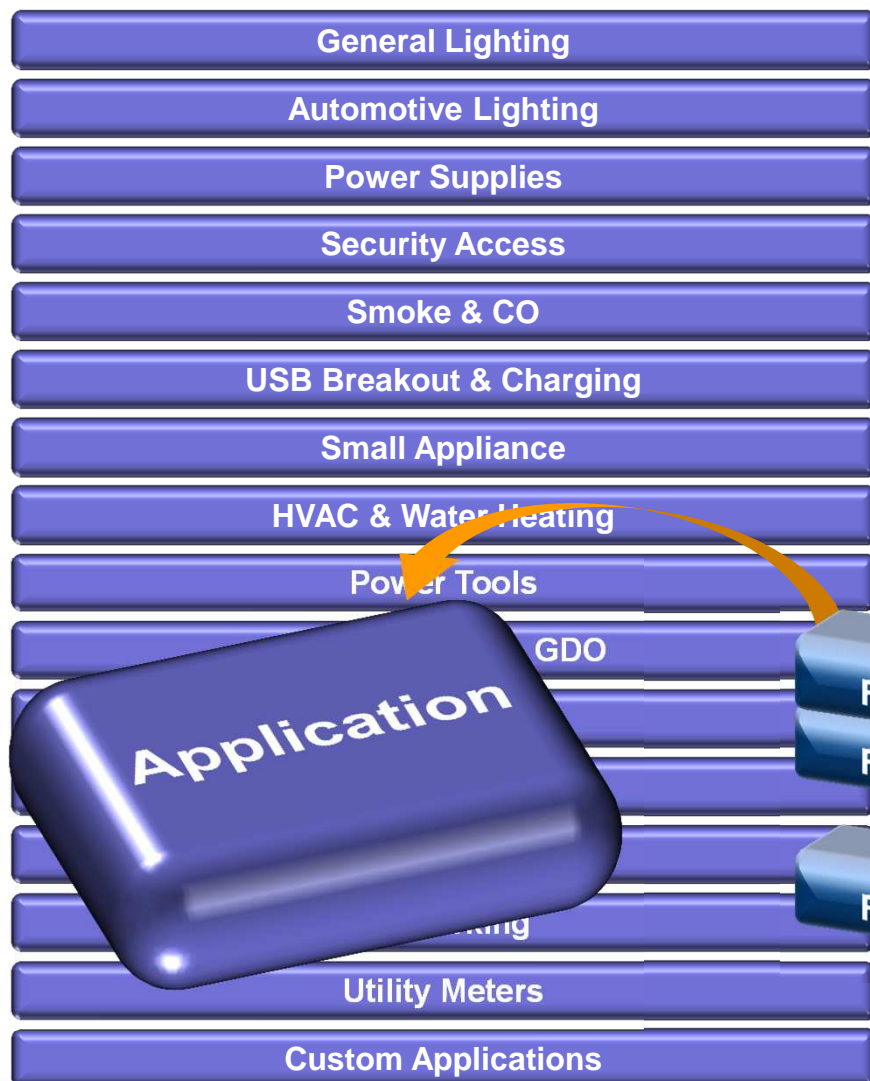 General Lighting
Automotive Lighting
Power Supplies
Security Access
Smoke & CO
USB Breakout & Charging
Small Appliance
HVAC & Water Heating
Power Tools
GDO
Application
Utility Meters
Custom Applications